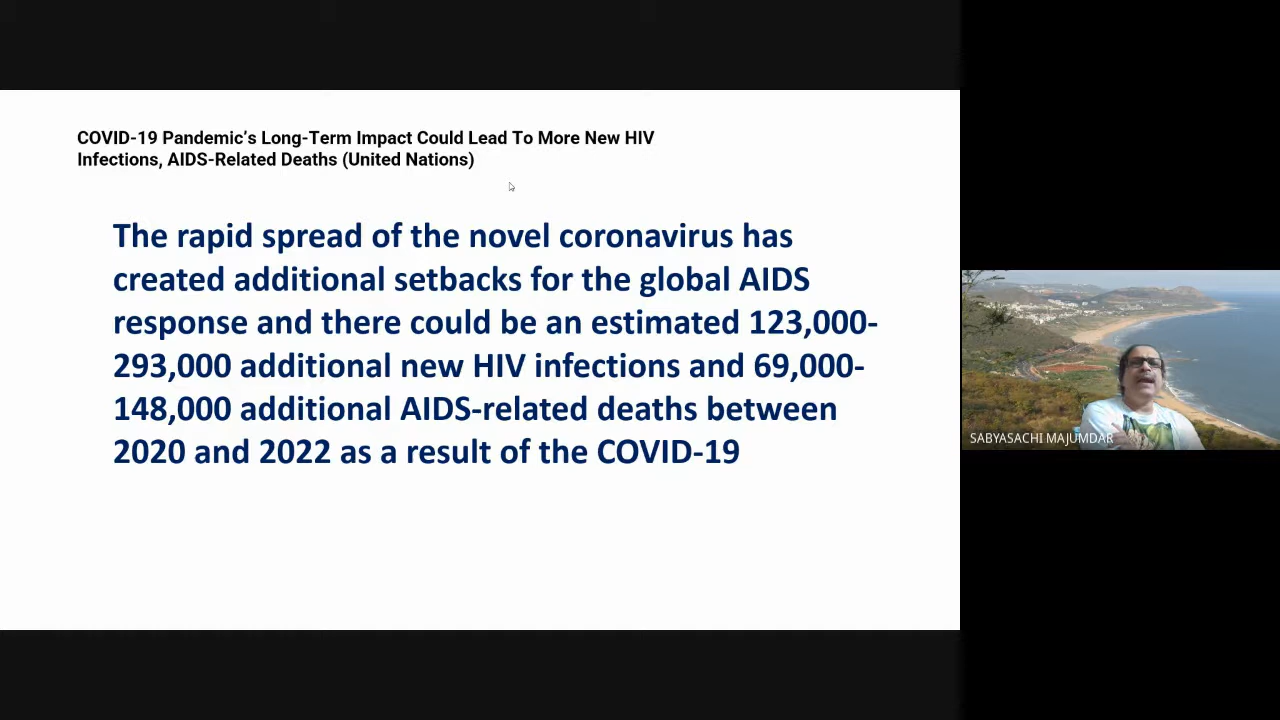 COVID-19 Pandemic’s Long-Term Impact Could Lead To More New HIV
Infections, AIDS-Related Deaths (United Nations)
The rapid spread of the novel coronavirus has
created additional setbacks for the global AIDS
response and there could be an estimated 123,000-
293,000 additional new HIV infections and 69,000-
148,000 additional AIDS-related deaths between
2020 and 2022 as a result of the COVID-19
SABYASACHI MAJUMDAR